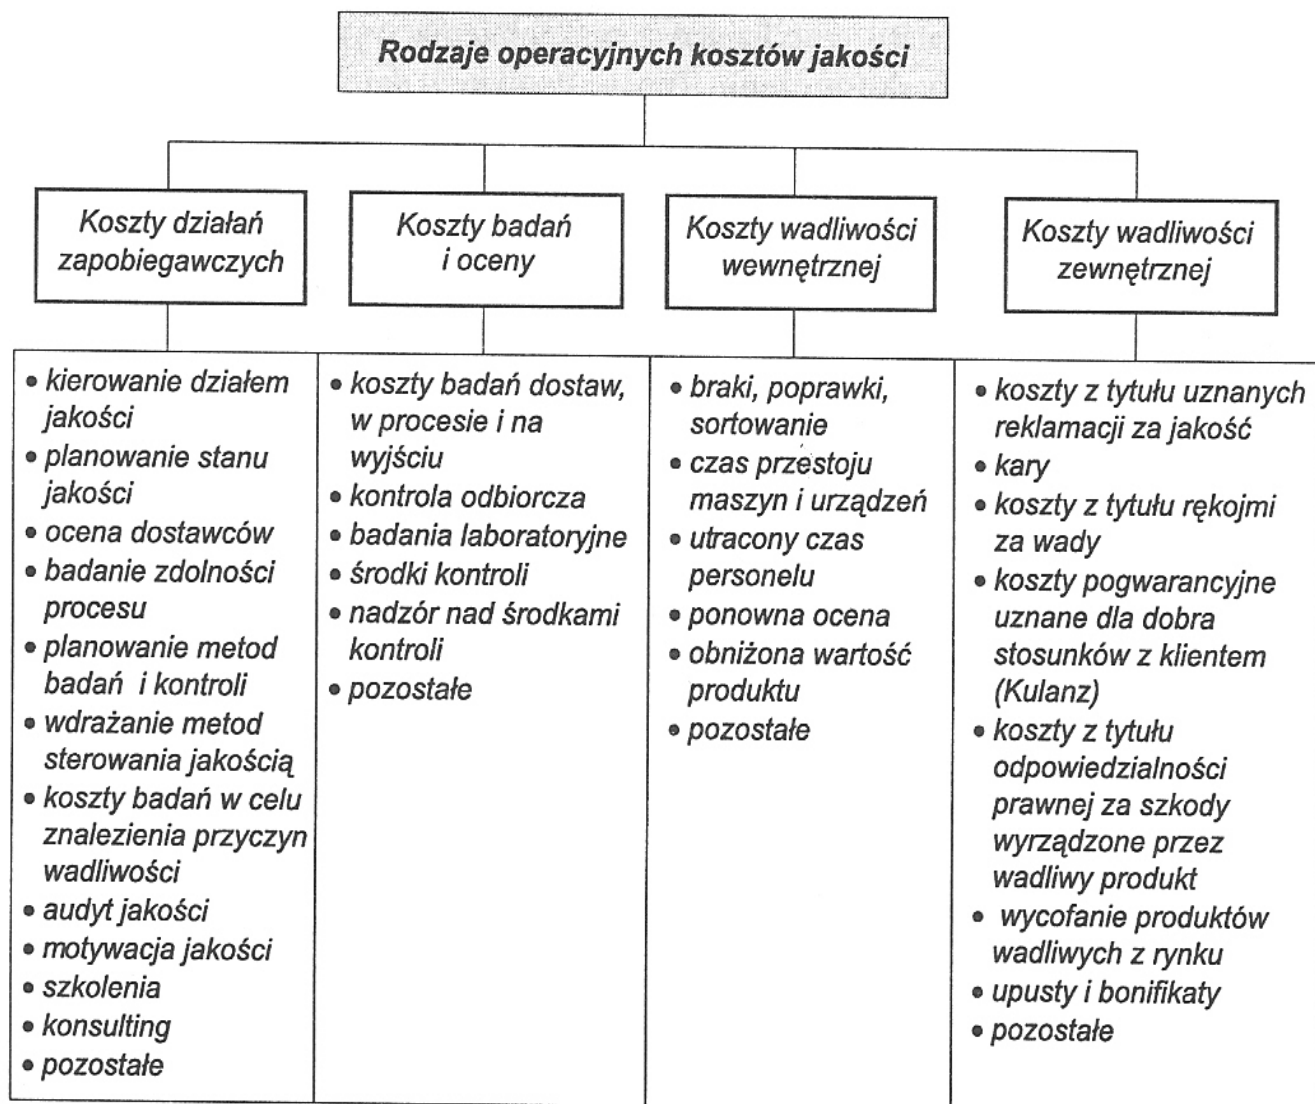 Rodzaje operacyjnych kosztów jakości
Koszty działań
zapobiegawczych
Koszty badań
i oceny
Koszty wadliwości
wewnętrznej
Koszty wadliwości
zewnętrznej
• kierowanie działem
jakości
• planowanie stanu
jakości
• ocena dostawców
• badanie zdolności
procesu
• planowanie metod
badań i kontroli
• wdrażanie metod
sterowania jakością
• koszty badań w celu
znalezienia przyczyn
wadliwości
• audyt jakości
• motywacja jakości
• szkolenia
• konsulting
• pozostałe
• koszty badań dostaw,
w procesie i na
wyjściu
• kontrola odbiorcza
• badania laboratoryjne
• środki kontroli
• nadzór nad środkami
kontroli
• pozostałe
• braki, poprawki,
sortowanie
• czas przestoju
maszyn i urządzeń
• utracony czas
personelu
• ponowna ocena
• obniżona wartość
produktu
• pozostałe
• koszty z tytułu uznanych
reklamacji za jakość
• kary
• koszty z tytułu rękojmi
za wady
• koszty pogwarancyjne
uznane dla dobra
stosunków z klientem
(Kulanz)
• koszty z tytułu
odpowiedzialności
prawnej za szkody
wyrządzone przez
wadliwy produkt
• wycofanie produktów
wadliwych z rynku
• upusty i bonifikaty
• pozostałe